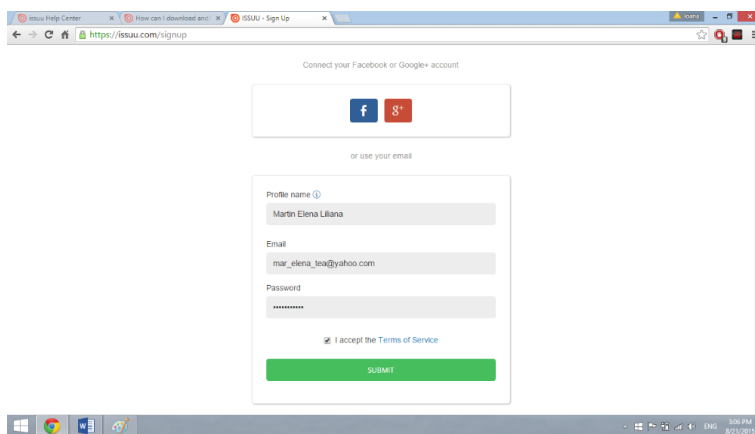 issuu Help Center
How can I download and
ISSUU - Sign Up
Ioana
https://issuu.com/signup
Connect your Facebook or Google+ account
f
g+
or use your email
Profile name
Martin Elena Liliana
Email
mar_elena_tea@yahoo.com
Password
I accept the Terms of Service
SUBMIT
ENG
5:06 PM